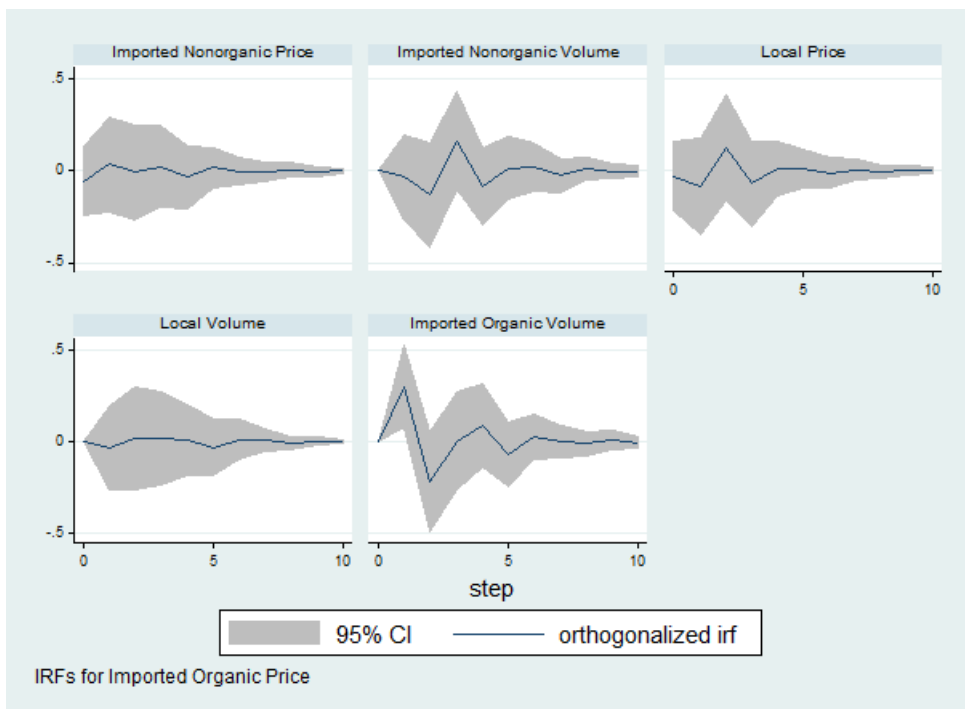 Imported Nonorganic Price Imported Nonorganic Volume Local Price
.5
0
-.5
0 5 10
Local Volume Imported Organic Volume
.5
0
-.5
0 5 10 0 5 10
step
95% CI orthogonalized irf
IRFs for Imported Organic Price